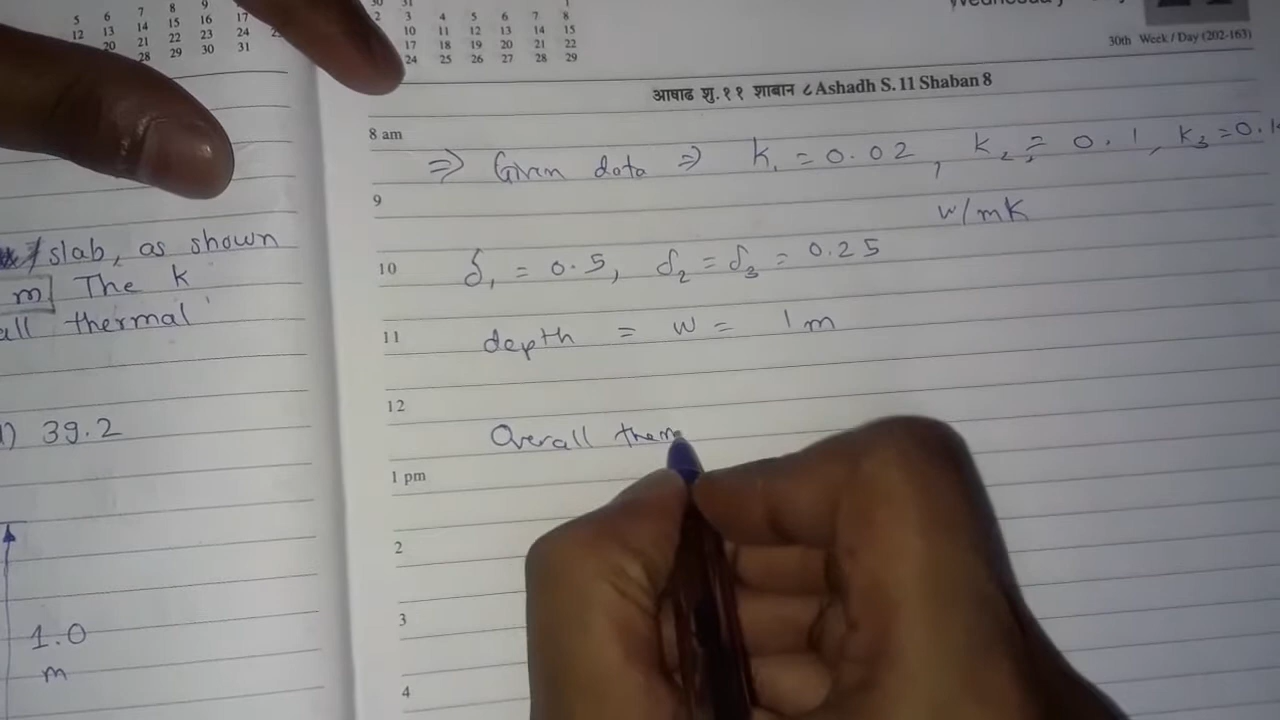 5 6 7 8 9
12 13 14 15 16 17
20 21 22 23 24
28 29 30 31
slab, as shown
m The k
all thermal
1) 39.2
1.0
m
30 31 1
2 3 4 5 6 7 8
10 11 12 13 14 15
17 18 19 20 21 22
24 25 26 27 28 29
30th Week / Day (202-163)
आषाढ शु. ११ शाबान ८ Ashadh S. 11 Shaban 8
8 am
⇒ Given data ⇒ k₁ = 0.02, k₂ = 0.1, k₃ = 0.
9
w/mK
10
δ₁ = 0.5, δ₂ = δ₃ = 0.25
11
depth = w = 1m
12
Overall therm
1 pm
2
3
4